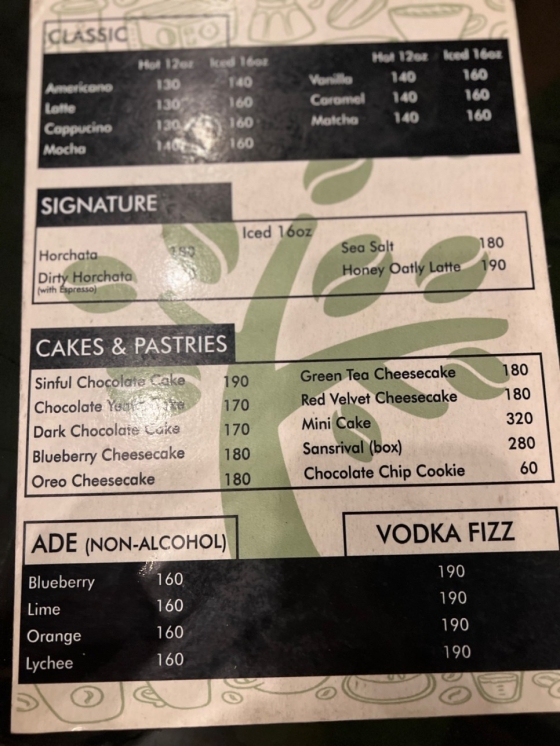 CLASSIC
Hot 12oz Iced 16oz
Americano 130 140
Latte 130 160
Cappucino 130 160
Mocha 140 160
Hot 12oz Iced 16oz
Vanilla 140 160
Caramel 140 160
Matcha 140 160
SIGNATURE
Iced 16oz
Horchata
Dirty Horchata
(with Espresso)
Sea Salt 180
Honey Oatly Latte 190
CAKES & PASTRIES
Sinful Chocolate Cake 190
Chocolate 170
Dark Chocolate Cake 170
Blueberry Cheesecake 180
Oreo Cheesecake 180
Green Tea Cheesecake 180
Red Velvet Cheesecake 180
Mini Cake 320
Sansrival (box) 280
Chocolate Chip Cookie 60
ADE (NON-ALCOHOL) VODKA FIZZ
Blueberry 160 190
Lime 160 190
Orange 160 190
Lychee 160 190